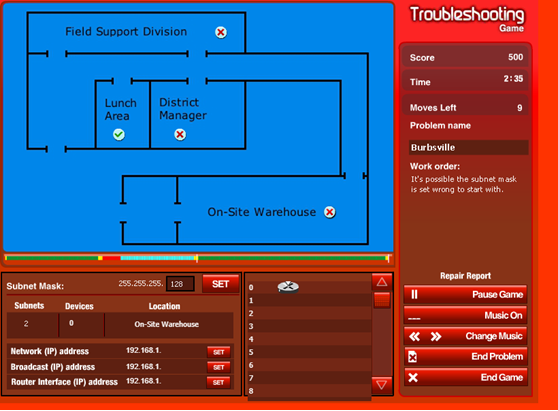 Troubleshooting
Game
Field Support Division
Lunch
Area
District
Manager
On-Site Warehouse
Score 500
Time 2:35
Moves Left 9
Problem name
Burbsville
Work order:
It's possible the subnet mask
is set wrong to start with.
Subnet Mask: 255.255.255. 128 SET
Subnets Devices Location
2 0 On-Site Warehouse
Network (IP) address 192.168.1. SET
Broadcast (IP) address 192.168.1. SET
Router Interface (IP) address 192.168.1. SET
0
1
2
3
4
5
6
7
8
Repair Report
Pause Game
Music On
Change Music
End Problem
End Game